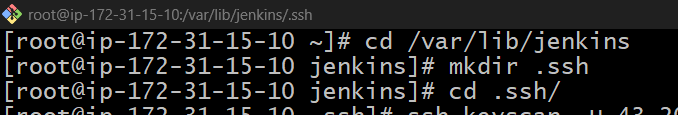 root@ip-172-31-15-10:/var/lib/jenkins/.ssh
[root@ip-172-31-15-10 ~]# cd /var/lib/jenkins
[root@ip-172-31-15-10 jenkins]# mkdir .ssh
[root@ip-172-31-15-10 jenkins]# cd .ssh/
[root@ip-172-31-15-10 .ssh]# ssh-keyscan